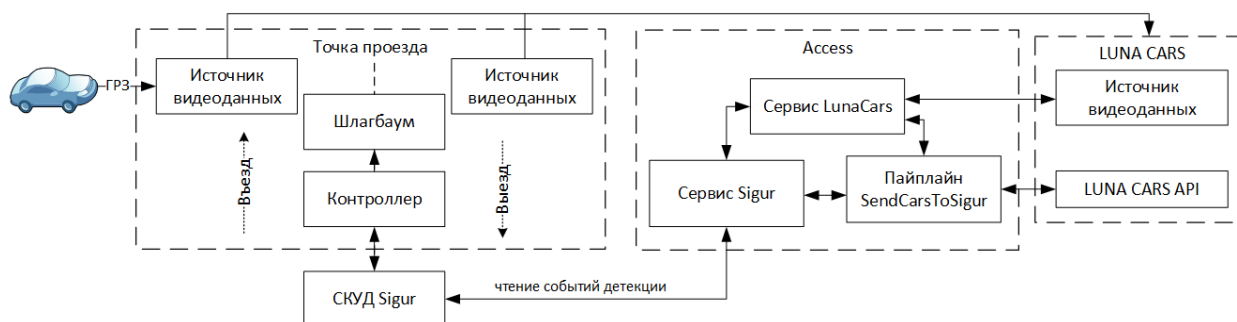 Точка проезда
Access
LUNA CARS
ГРЗ
Источник
видеоданных
Источник
видеоданных
Шлагбаум
Сервис LunaCars
Источник
видеоданных
Въезд
Контроллер
Выезд
Сервис Sigur
Пайплайн
SendCarsToSigur
LUNA CARS API
СКУД Sigur
чтение событий детекции